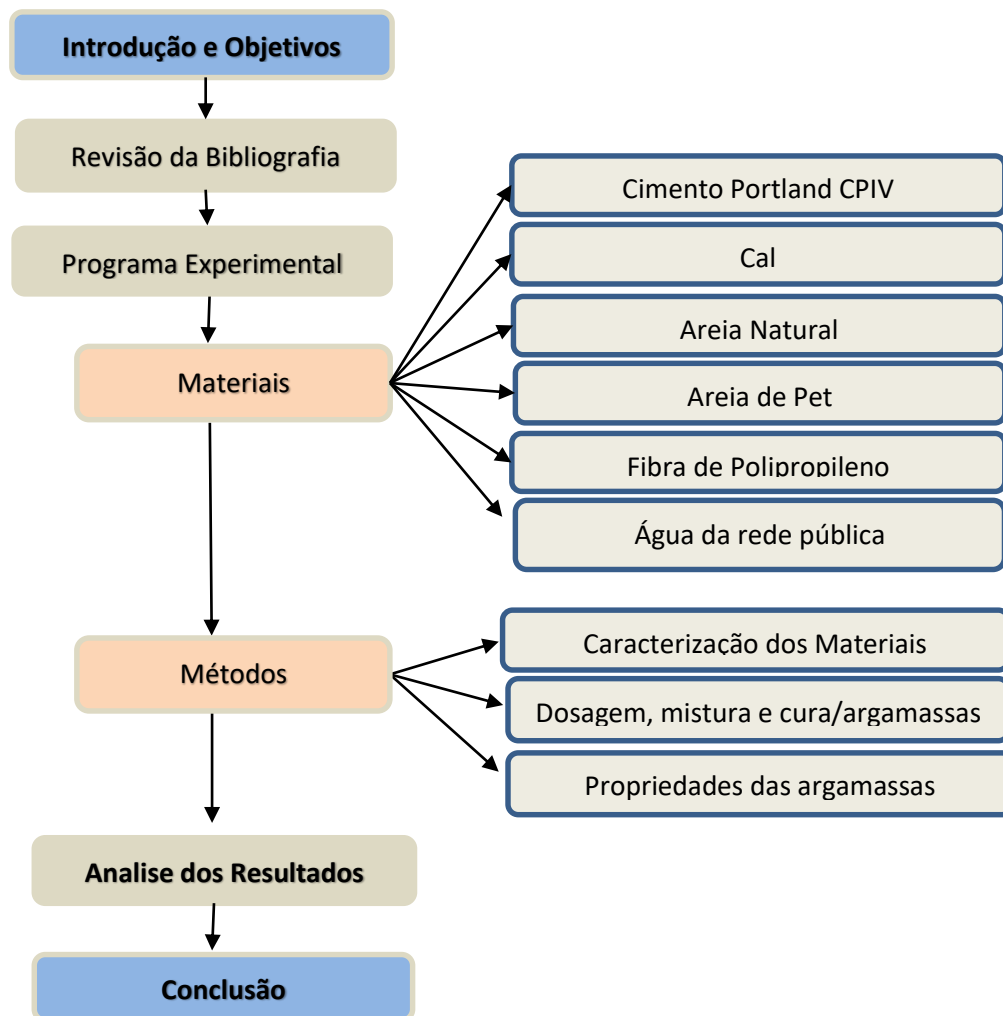 Introdução e Objetivos
Revisão da Bibliografia
Programa Experimental
Materiais
Cimento Portland CPIV
Cal
Areia Natural
Areia de Pet
Fibra de Polipropileno
Água da rede pública
Métodos
Caracterização dos Materiais
Dosagem, mistura e cura/argamassas
Propriedades das argamassas
Analise dos Resultados
Conclusão